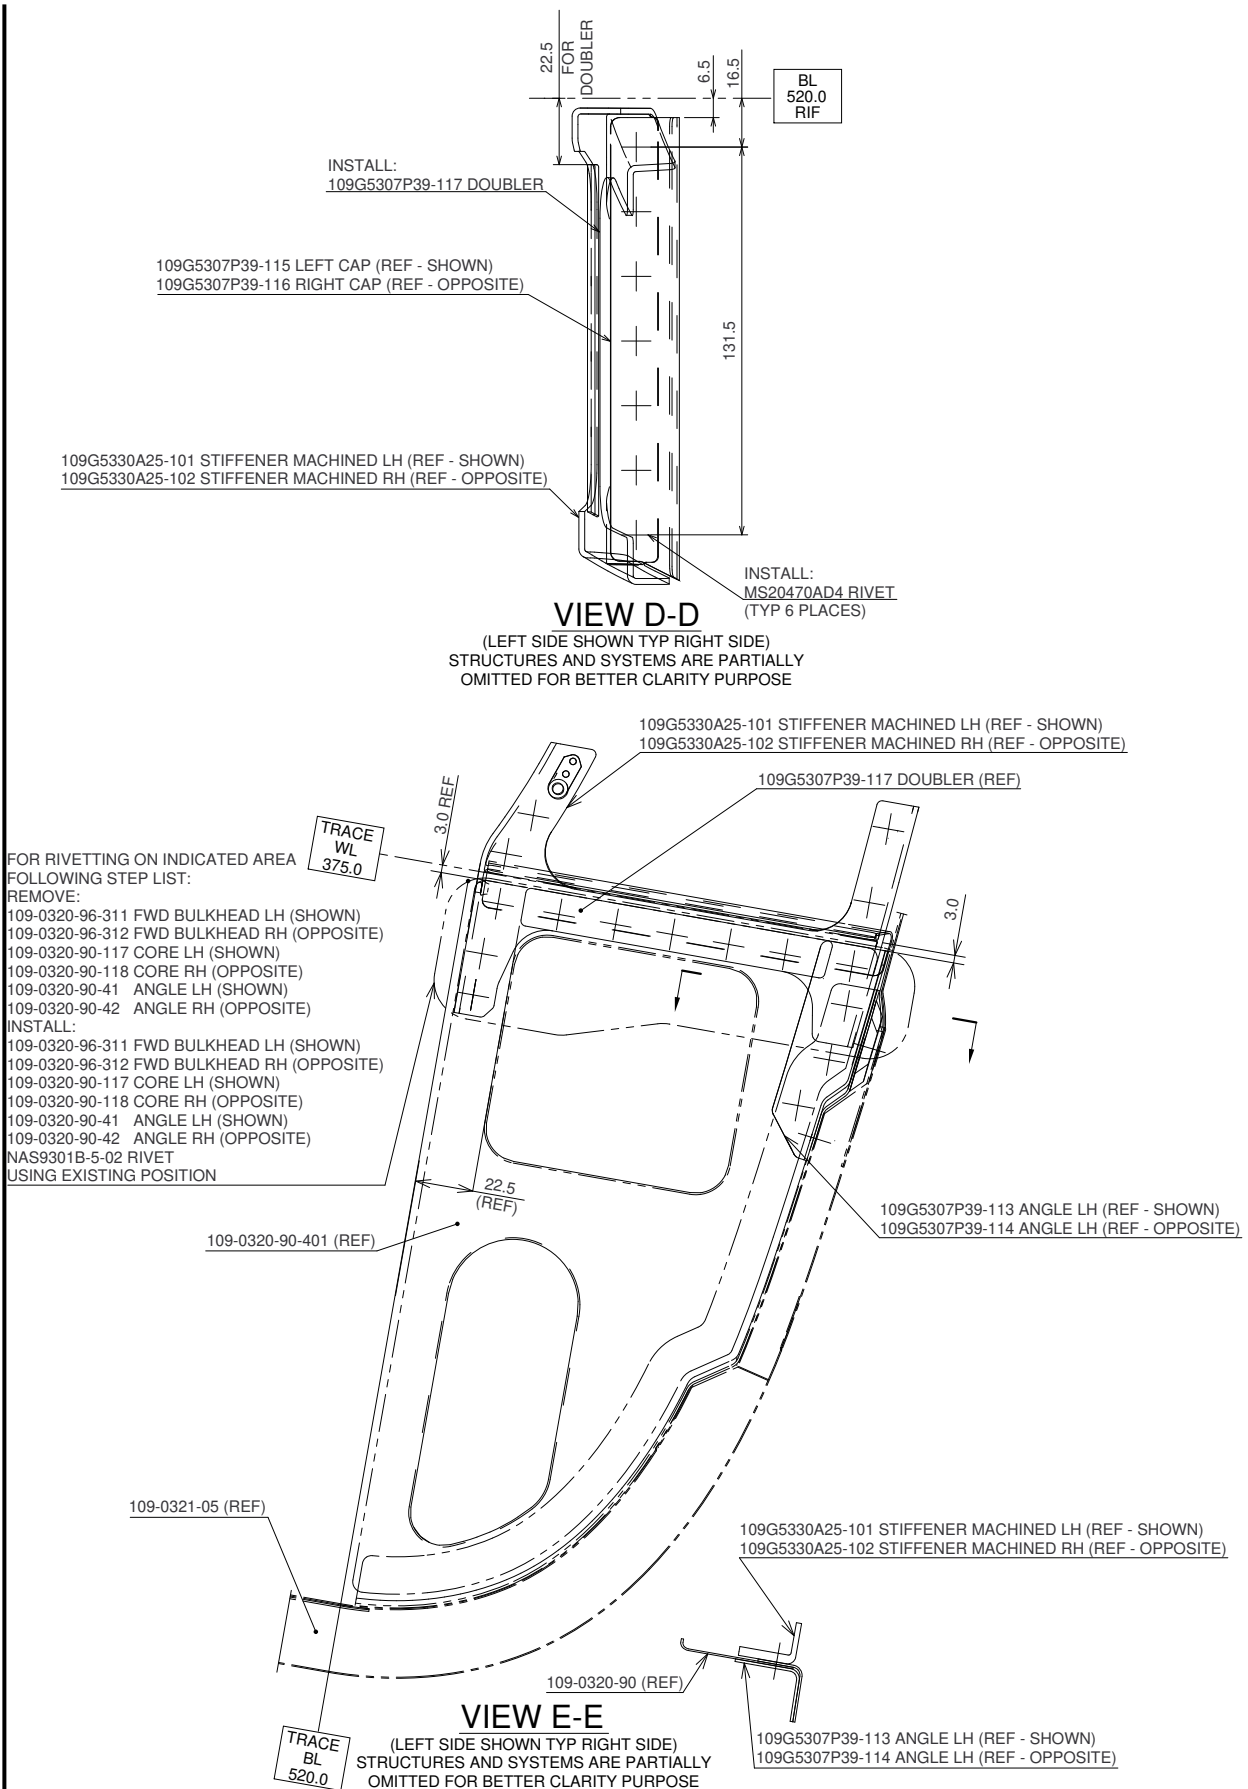 22.5
FOR
DOUBLER
6.5
16.5
BL
520.0
RIF
INSTALL:
109G5307P39-117 DOUBLER
109G5307P39-115 LEFT CAP (REF - SHOWN)
109G5307P39-116 RIGHT CAP (REF - OPPOSITE)
131.5
109G5330A25-101 STIFFENER MACHINED LH (REF - SHOWN)
109G5330A25-102 STIFFENER MACHINED RH (REF - OPPOSITE)
INSTALL:
MS20470AD4 RIVET
(TYP 6 PLACES)
VIEW D-D
(LEFT SIDE SHOWN TYP RIGHT SIDE)
STRUCTURES AND SYSTEMS ARE PARTIALLY
OMITTED FOR BETTER CLARITY PURPOSE
109G5330A25-101 STIFFENER MACHINED LH (REF - SHOWN)
109G5330A25-102 STIFFENER MACHINED RH (REF - OPPOSITE)
109G5307P39-117 DOUBLER (REF)
3.0 REF
TRACE
WL
375.0
FOR RIVETTING ON INDICATED AREA
FOLLOWING STEP LIST:
REMOVE:
109-0320-96-311 FWD BULKHEAD LH (SHOWN)
109-0320-96-312 FWD BULKHEAD RH (OPPOSITE)
109-0320-90-117 CORE LH (SHOWN)
109-0320-90-118 CORE RH (OPPOSITE)
109-0320-90-41 ANGLE LH (SHOWN)
109-0320-90-42 ANGLE RH (OPPOSITE)
INSTALL:
109-0320-96-311 FWD BULKHEAD LH (SHOWN)
109-0320-96-312 FWD BULKHEAD RH (OPPOSITE)
109-0320-90-117 CORE LH (SHOWN)
109-0320-90-118 CORE RH (OPPOSITE)
109-0320-90-41 ANGLE LH (SHOWN)
109-0320-90-42 ANGLE RH (OPPOSITE)
NAS9301B-5-02 RIVET
USING EXISTING POSITION
3.0
22.5
(REF)
109G5307P39-113 ANGLE LH (REF - SHOWN)
109G5307P39-114 ANGLE LH (REF - OPPOSITE)
109-0320-90-401 (REF)
109-0321-05 (REF)
109G5330A25-101 STIFFENER MACHINED LH (REF - SHOWN)
109G5330A25-102 STIFFENER MACHINED RH (REF - OPPOSITE)
109-0320-90 (REF)
109G5307P39-113 ANGLE LH (REF - SHOWN)
109G5307P39-114 ANGLE LH (REF - OPPOSITE)
TRACE
BL
520.0
VIEW E-E
(LEFT SIDE SHOWN TYP RIGHT SIDE)
STRUCTURES AND SYSTEMS ARE PARTIALLY
OMITTED FOR BETTER CLARITY PURPOSE